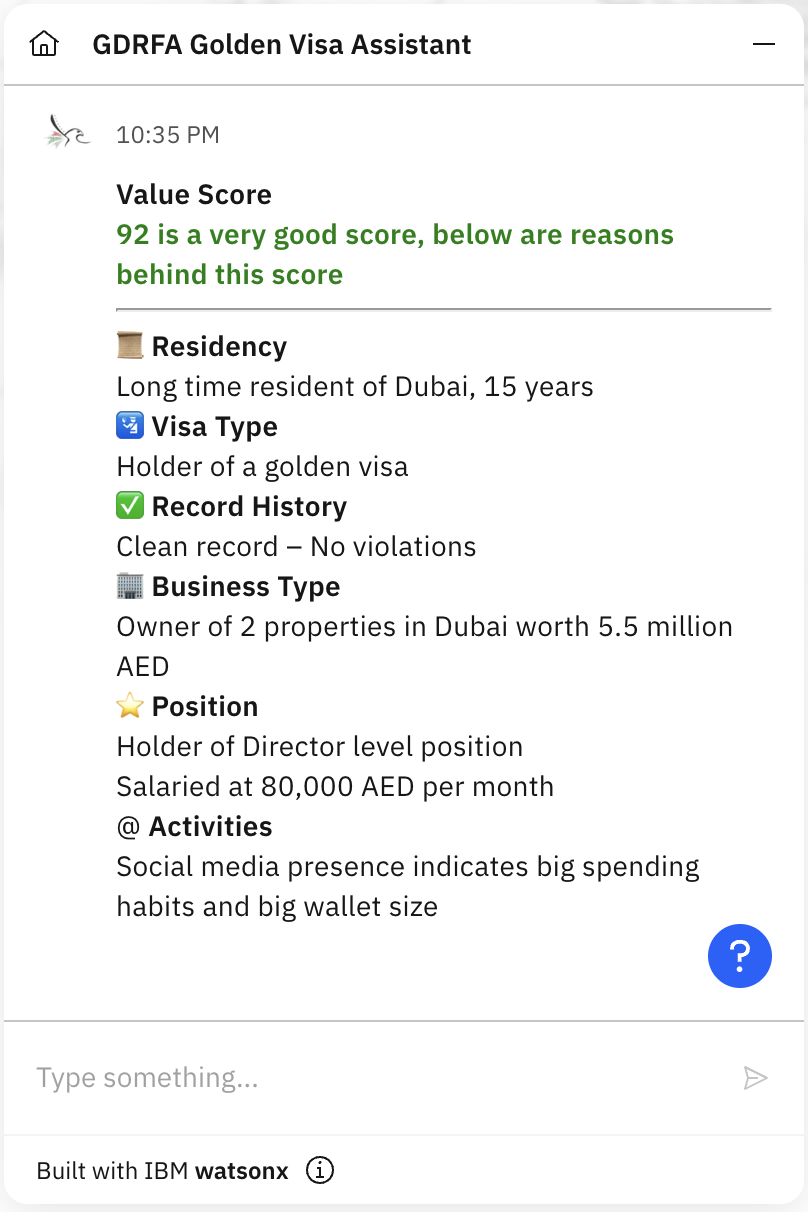 GDRFA Golden Visa Assistant
10:35 PM
Value Score
92 is a very good score, below are reasons
behind this score
Residency
Long time resident of Dubai, 15 years
Visa Type
Holder of a golden visa
Record History
Clean record – No violations
Business Type
Owner of 2 properties in Dubai worth 5.5 million
AED
Position
Holder of Director level position
Salaried at 80,000 AED per month
@ Activities
Social media presence indicates big spending
habits and big wallet size
?
Type something...
Built with IBM watsonx